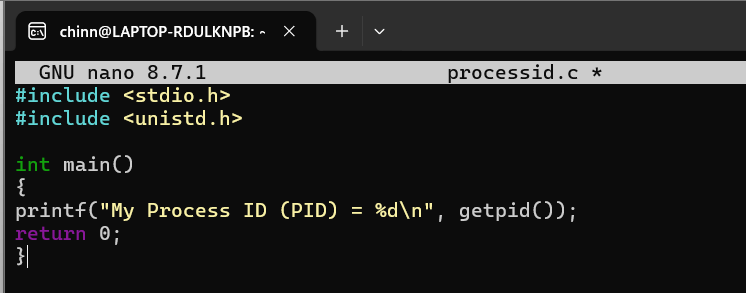 chinn@LAPTOP-RDULKNPB: ~
GNU nano 8.7.1 processid.c *
#include <stdio.h>
#include <unistd.h>
int main()
{
printf("My Process ID (PID) = %d\n", getpid());
return 0;
}